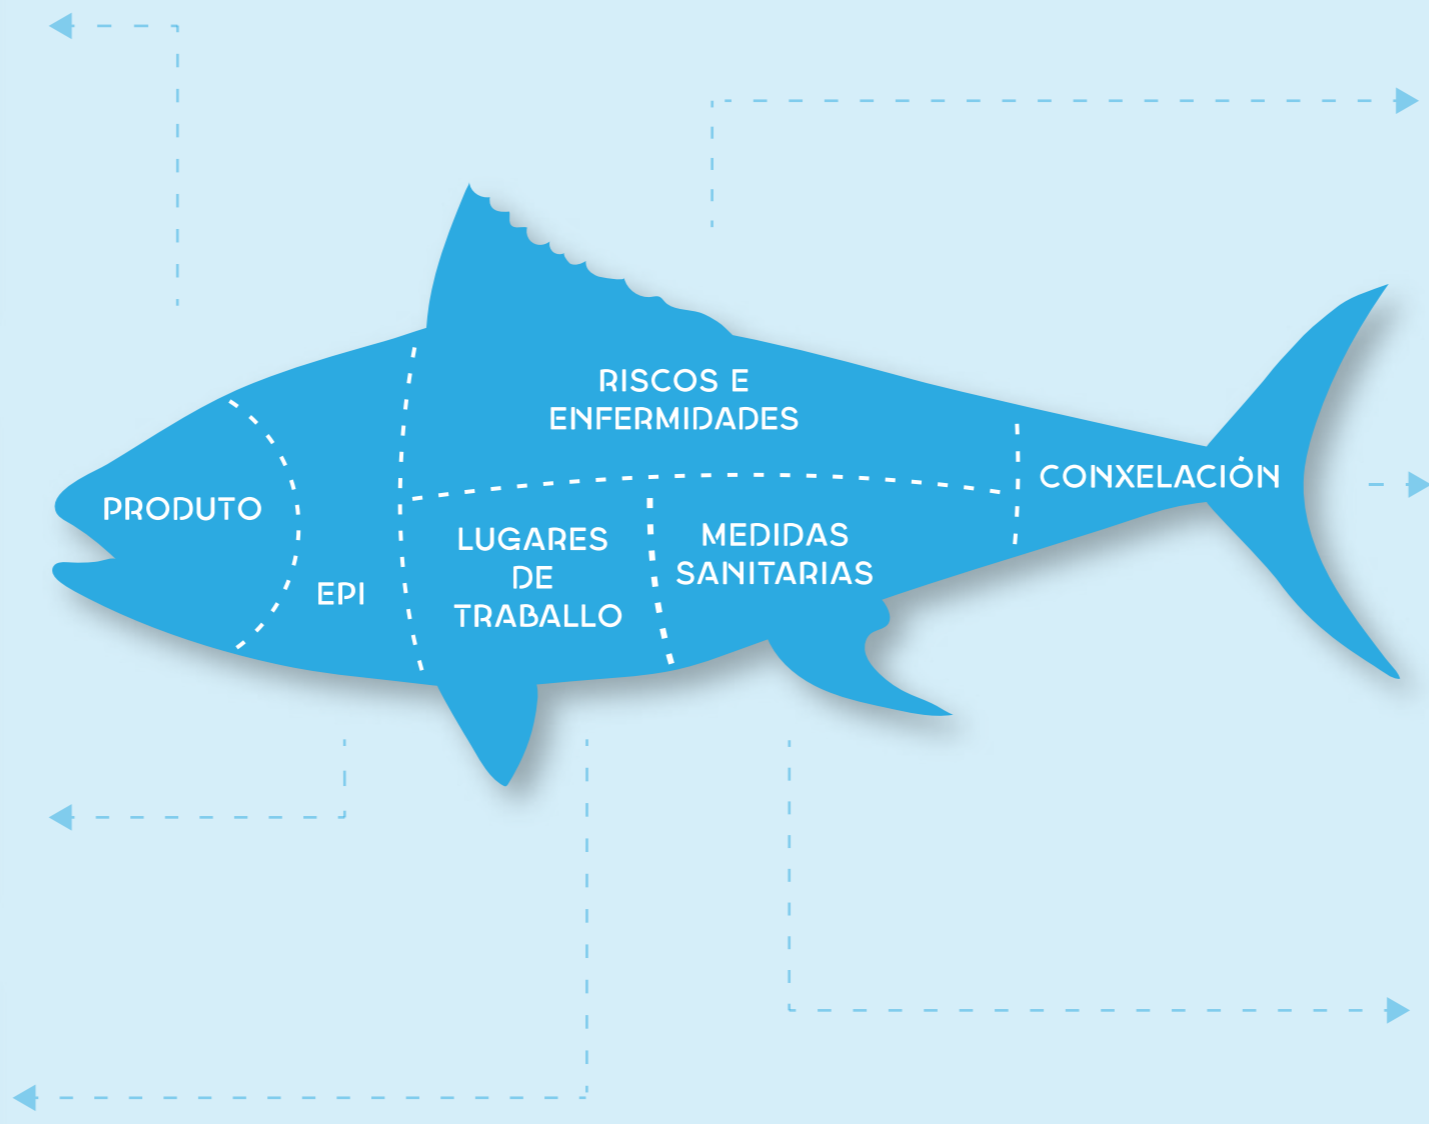 PRODUTO
EPI
RISCOS E
ENFERMIDADES
LUGARES
DE
TRABALLO
MEDIDAS
SANITARIAS
CONXELACIÓN